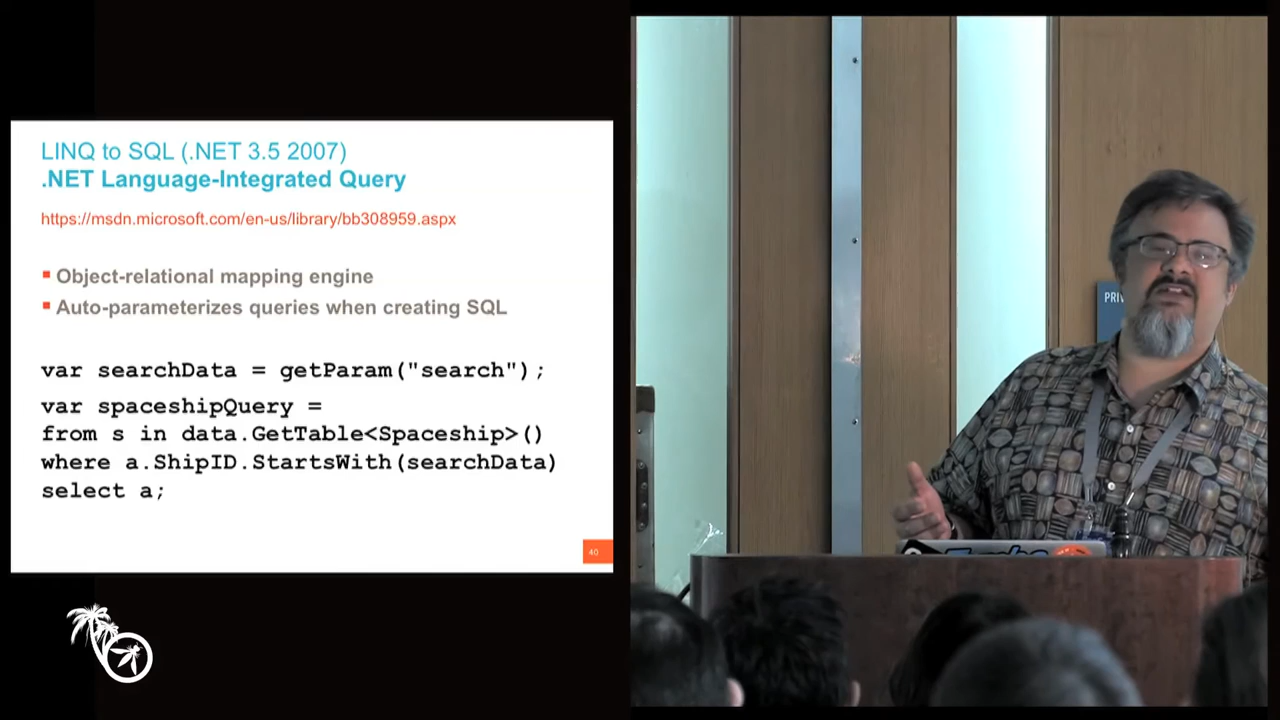 LINQ to SQL (.NET 3.5 2007)
.NET Language-Integrated Query
https://msdn.microsoft.com/en-us/library/bb308959.aspx
Object-relational mapping engine
Auto-parameterizes queries when creating SQL
var searchData = getParam("search");
var spaceshipQuery =
from s in data.GetTable<Spaceship>()
where a.ShipID.StartsWith(searchData)
select a;
40